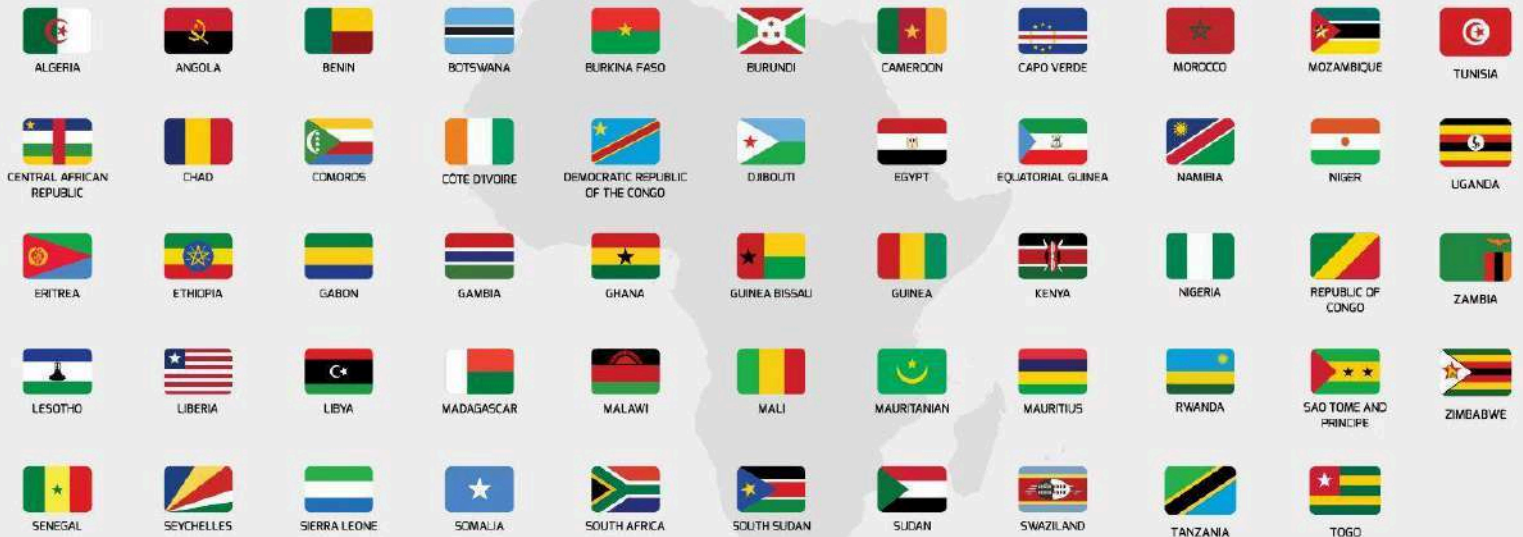 ALGERIA
ANGOLA
BENIN
BOTSWANA
BURKINA FASO
BURUNDI
CAMEROON
CAPO VERDE
MOROCCO
MOZAMBIQUE
TUNISIA
CENTRAL AFRICAN
REPUBLIC
CHAD
COMOROS
CÔTE D'IVOIRE
DEMOCRATIC REPUBLIC
OF THE CONGO
DJIBOUTI
EGYPT
EQUATORIAL GUINEA
NAMIBIA
NIGER
UGANDA
ERITREA
ETHIOPIA
GABON
GAMBIA
GHANA
GUINEA BISSAU
GUINEA
KENYA
NIGERIA
REPUBLIC OF
CONGO
ZAMBIA
LESOTHO
LIBERIA
LIBYA
MADAGASCAR
MALAWI
MALI
MAURITANIAN
MAURITIUS
RWANDA
SAO TOME AND
PRINCIPE
ZIMBABWE
SENEGAL
SEYCHELLES
SIERRA LEONE
SOMALIA
SOUTH AFRICA
SOUTH SUDAN
SUDAN
SWAZILAND
TANZANIA
TOGO